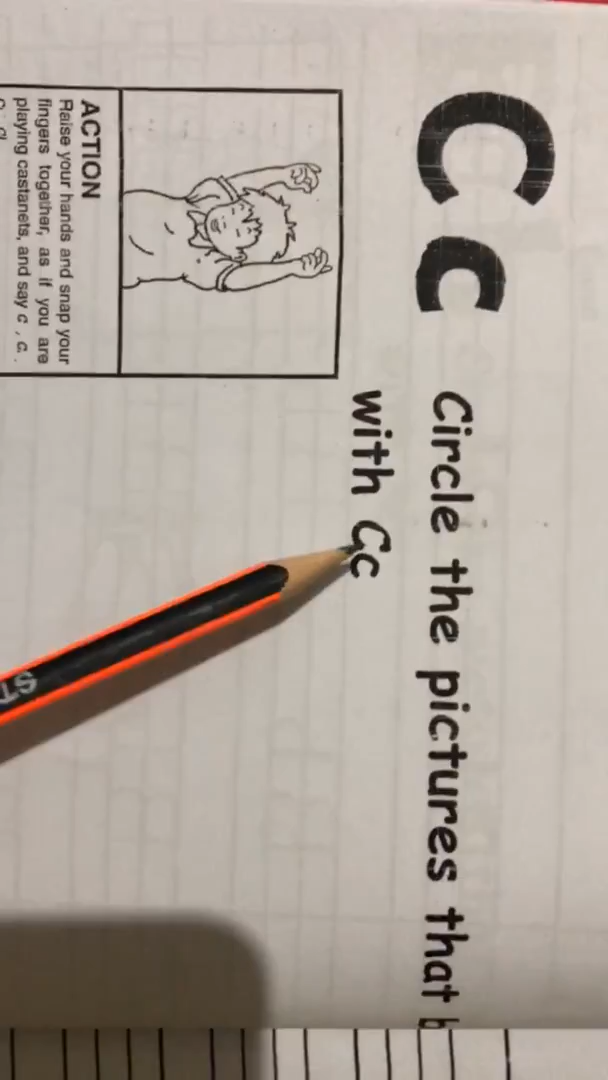 C c
Circle the pictures that b
with Cc
ACTION
Raise your hands and snap your
fingers together, as if you are
playing castanets, and say c , c .
ST